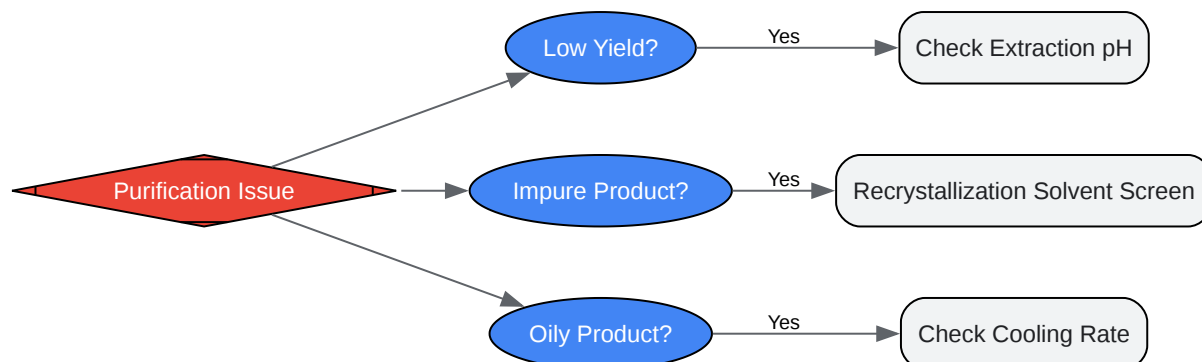 Low Yield?
Yes
Check Extraction pH
Purification Issue
Impure Product?
Yes
Recrystallization Solvent Screen
Oily Product?
Yes
Check Cooling Rate